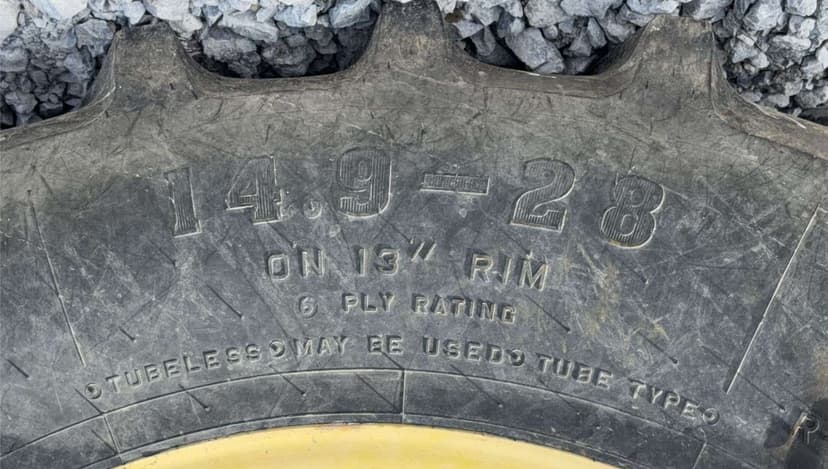 14.9-28
ON 13" RIM
6 PLY RATING
TUBELESS MAY BE USED TUBE TYPE
R